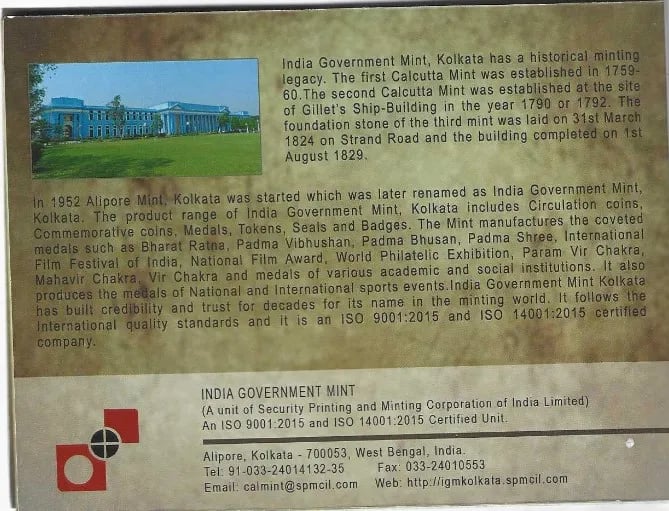 India Government Mint, Kolkata has a historical minting
legacy. The first Calcutta Mint was established in 1759-
60.The second Calcutta Mint was established at the site
of Gillet's Ship-Building in the year 1790 or 1792. The
foundation stone of the third mint was laid on 31st March
1824 on Strand Road and the building completed on 1st
August 1829.
In 1952 Alipore Mint, Kolkata was started which was later renamed as India Government Mint,
Kolkata. The product range of India Government Mint, Kolkata includes Circulation coins,
Commemorative coins, Medals, Tokens, Seals and Badges. The Mint manufactures the coveted
medals such as Bharat Ratna, Padma Vibhushan, Padma Bhusan, Padma Shree, International
Film Festival of India, National Film Award, World Philatelic Exhibition, Param Vir Chakra,
Mahavir Chakra, Vir Chakra and medals of various academic and social institutions. It also
produces the medals of National and International sports events.India Government Mint Kolkata
has built credibility and trust for decades for its name in the minting world. It follows the
International quality standards and it is an ISO 9001:2015 and ISO 14001:2015 certified
company.
INDIA GOVERNMENT MINT
(A unit of Security Printing and Minting Corporation of India Limited)
An ISO 9001:2015 and ISO 14001:2015 Certified Unit.
Alipore, Kolkata - 700053, West Bengal, India.
Tel: 91-033-24014132-35 Fax: 033-24010553
Email: calmint@spmcil.com Web: http://igmkolkata.spmcil.com